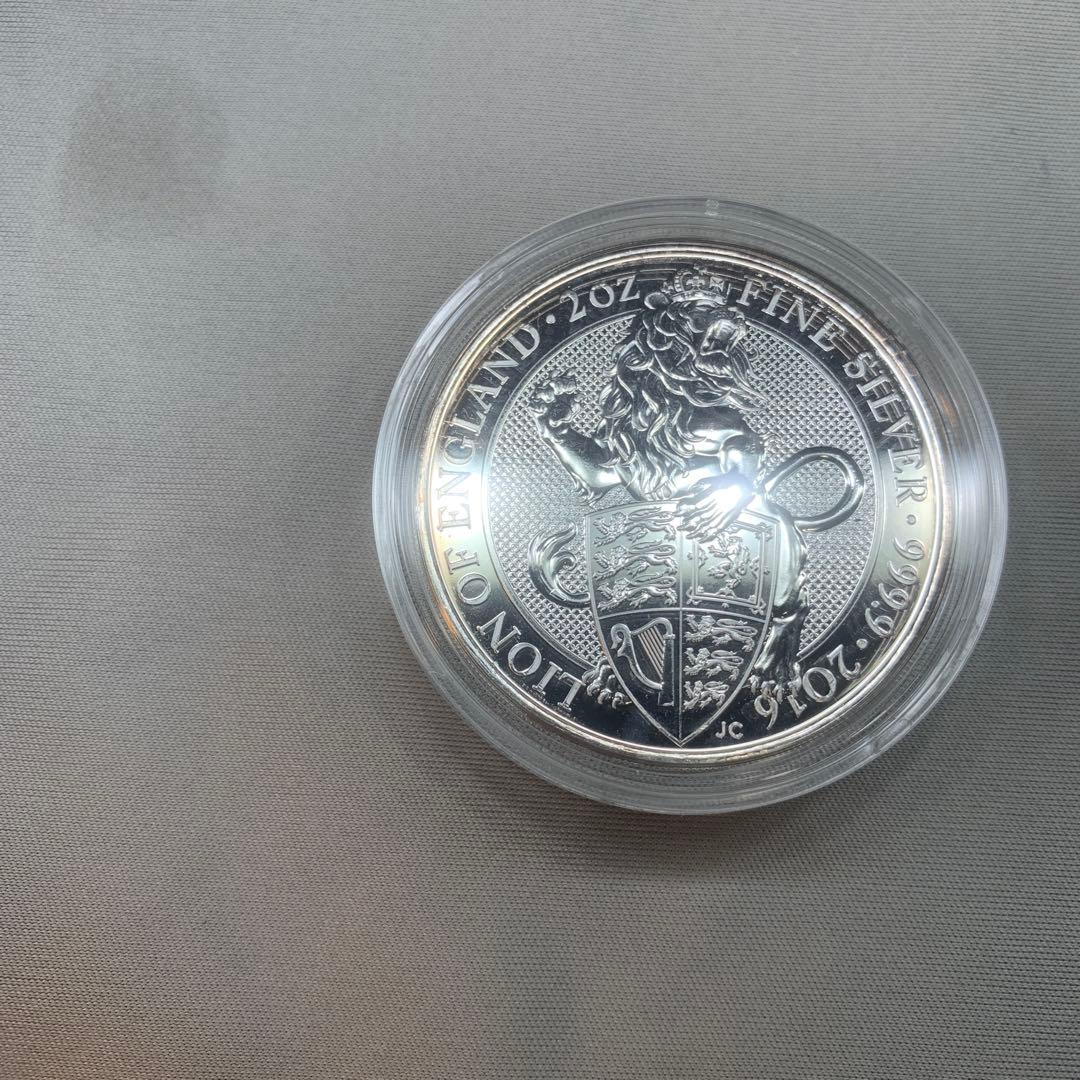 LION OF ENGLAND · 2OZ FINE SILVER · 999.9 · 2016
JC